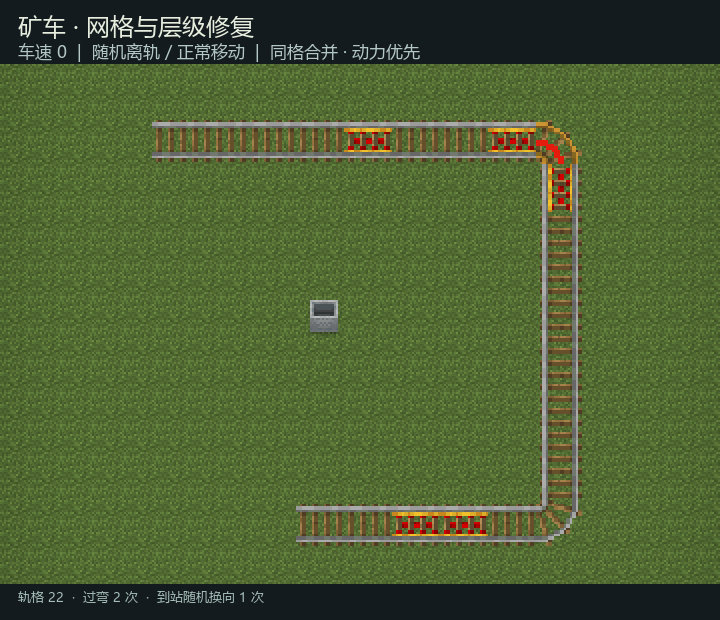 矿车 · 网格与层级修复
车速 0 | 随机离轨 / 正常移动 | 同格合并 · 动力优先
轨格 22 · 过弯 2 次 · 到站随机换向 1 次